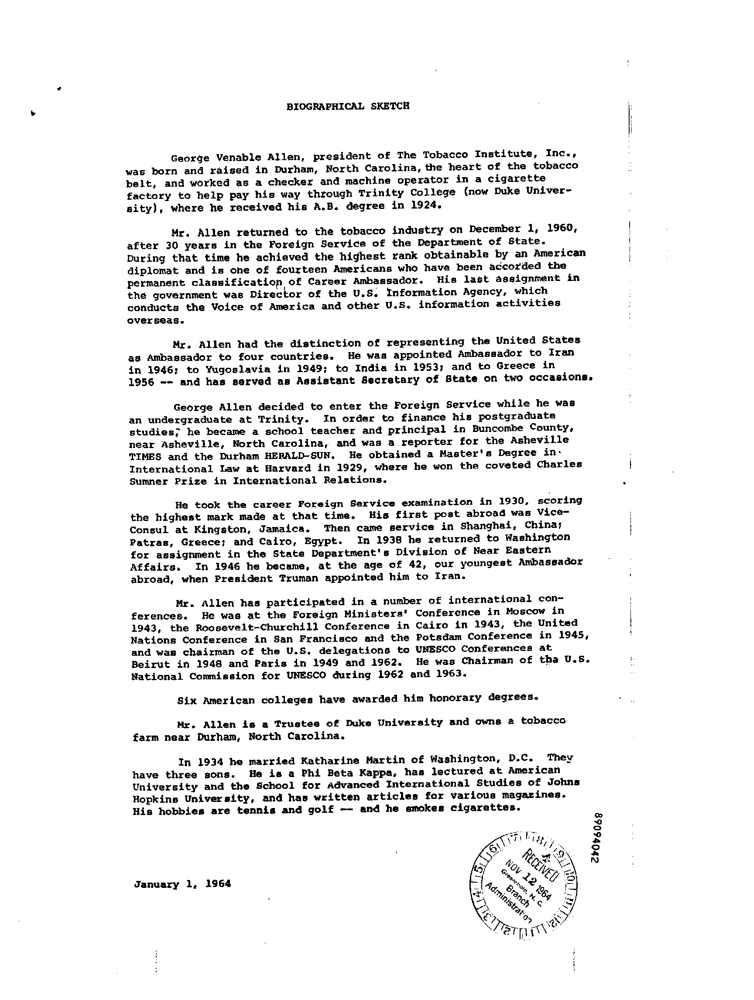 BIOGRAPHICAL SKETCH
George Venable Allen, president of The Tobacco Institute, Inc.,
was born and raised in Durham, North Carolina, the heart of the tobacco
belt, and worked as a checker and machine operator in a cigarette
factory to help pay his way through Trinity College (now Duke Univer-
sity), where he received his A.B. degree in 1924.
Mr. Allen returned to the tobacco industry on December 1, 1960,
after 30 years in the Foreign Service of the Department of State.
During that time he achieved the highest rank obtainable by an American
diplomat and is one of fourteen Americans who have been accorded the
permanent classification of Career Ambassador. His last assignment in
the government was Director of the U.S. Information Agency, which
conducts the Voice of America and other U.S. information activities
overseas.
Mr. Allen had the distinction of representing the United States
as Ambassador to four countries. He was appointed Ambassador to Iran
in 1946; to Yugoslavia in 1949; to India in 1953; and to Greece in
1956 -- and has served as Assistant Secretary of State on two occasions.
George Allen decided to enter the Foreign Service while he was
an undergraduate at Trinity. In order to finance his postgraduate
studies, he became a school teacher and principal in Buncombe County,
near Asheville, North Carolina, and was a reporter for the Asheville
TIMES and the Durham HERALD-SUN. He obtained a Master's Degree in
International Law at Harvard in 1929, where he won the coveted Charles
Sumner Prize in International Relations.
He took the career Foreign Service examination in 1930, scoring
the highest mark made at that time. His first post abroad was Vice-
Consul at Kingston, Jamaica. Then came service in Shanghai, China;
Patras, Greece; and Cairo, Egypt. In 1938 he returned to Washington
for assignment in the State Department's Division of Near Eastern
Affairs. In 1946 he became, at the age of 42, our youngest Ambassador
abroad, when President Truman appointed him to Iran.
Mr. Allen has participated in a number of international con-
ferences. He was at the Foreign Ministers' Conference in Moscow in
1943, the Roosevelt-Churchill Conference in Cairo in 1943, the United
Nations Conference in San Francisco and the Potsdam Conference in 1945,
and was chairman of the U.S. delegations to UNESCO Conferences at
Beirut in 1948 and Paris in 1949 and 1962. He was Chairman of the U.S.
National Commission for UNESCO during 1962 and 1963.
Six American colleges have awarded him honorary degrees.
Mr. Allen is a Trustee of Duke University and owns a tobacco
farm near Durham, North Carolina.
In 1934 he married Katharine Martin of Washington, D.C. They
have three sons. He is a Phi Beta Kappa, has lectured at American
University and the School for Advanced International Studies of Johns
Hopkins University, and has written articles for various magazines.
His hobbies are tennis and golf -- and he smokes cigarettes.
89094042
RECEIVED
NOV 12 1964
Greensboro, N. C.
Branch
Administration
January 1, 1964